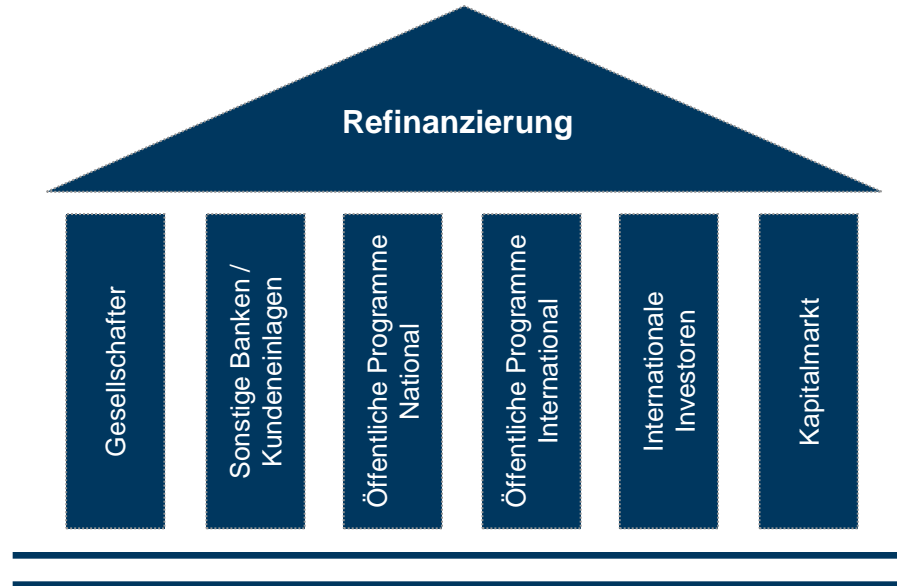 Refinanzierung
Gesellschafter
Sonstige Banken /
Kundeneinlagen
Öffentliche Programme
National
Öffentliche Programme
International
Internationale
Investoren
Kapitalmarkt